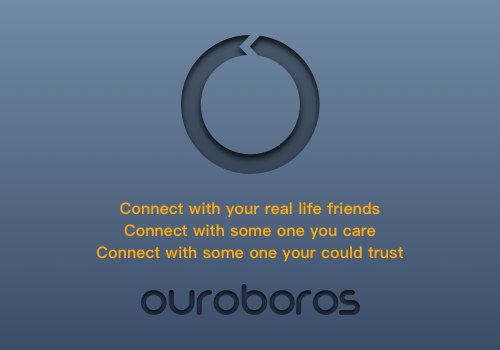 Connect with your real life friends
Connect with some one you care
Connect with some one your could trust
ouroboros